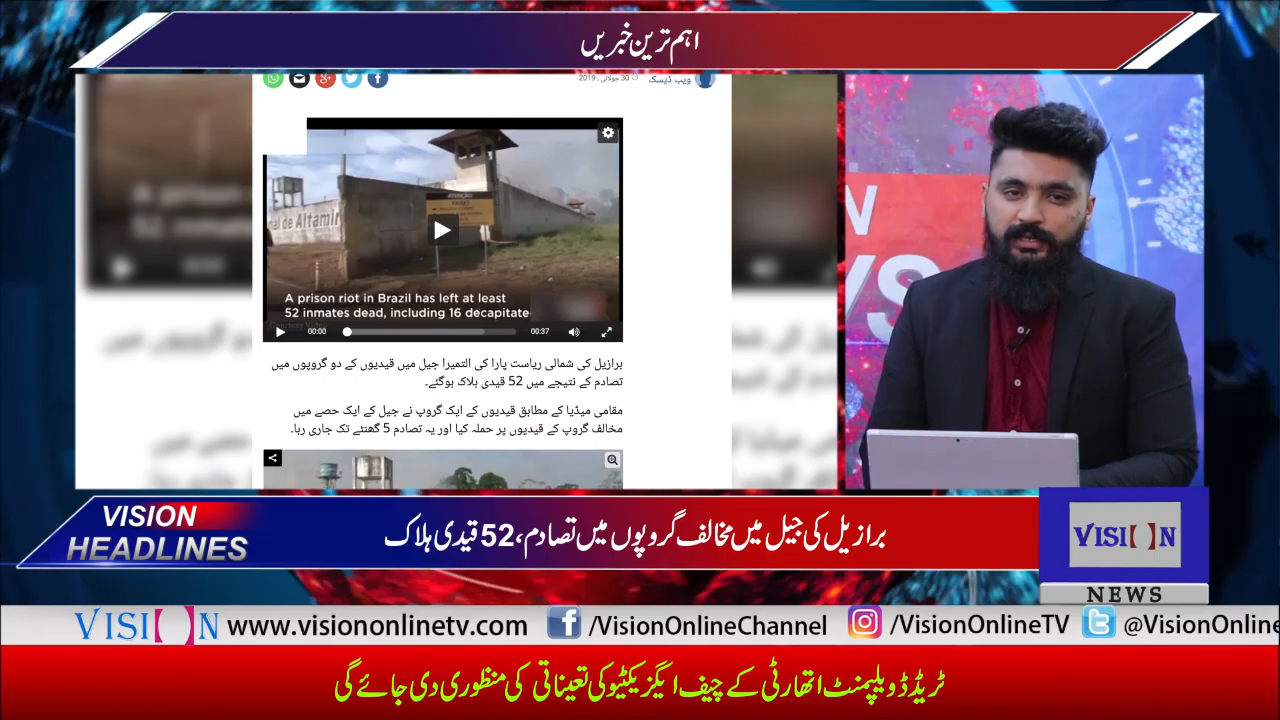 اہم ترین خبریں
ویب ڈیسک
30 جولائی, 2019
ATENÇÃO
nal de Altamir
A prison riot in Brazil has left at least
52 inmates dead, including 16 decapitate
00:00
00:37
برازیل کی شمالی ریاست پارا کی التمیرا جیل میں قیدیوں کے دو گروپوں میں
تصادم کے نتیجے میں 52 قیدی ہلاک ہوگئے۔
مقامی میڈیا کے مطابق قیدیوں کے ایک گروپ نے جیل کے ایک حصے میں
مخالف گروپ کے قیدیوں پر حملہ کیا اور یہ تصادم 5 گھنٹے تک جاری رہا۔
VISION
HEADLINES
برازیل کی جیل میں مخالف گروپوں میں تصادم، 52 قیدی ہلاک
VISION
NEWS
VISION www.visiononlinetv.com /VisionOnlineChannel /VisionOnlineTV @VisionOnline
ٹریڈ ڈویلپمنٹ اتھارٹی کے چیف ایگزیکٹیو کی تعیناتی کی منظوری دی جائے گی